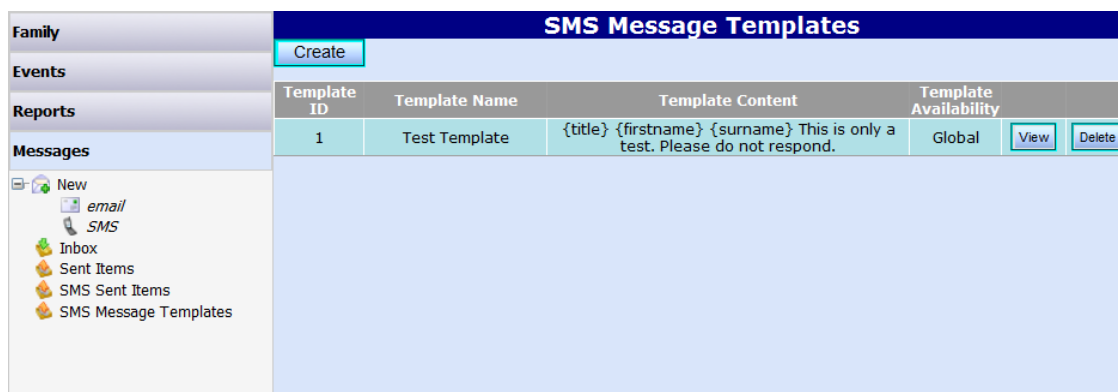 Family
Events
Reports
Messages
New
email
SMS
Inbox
Sent Items
SMS Sent Items
SMS Message Templates
SMS Message Templates
Create
Template ID Template Name Template Content Template Availability
1 Test Template {title} {firstname} {surname} This is only a test. Please do not respond. Global View Delete